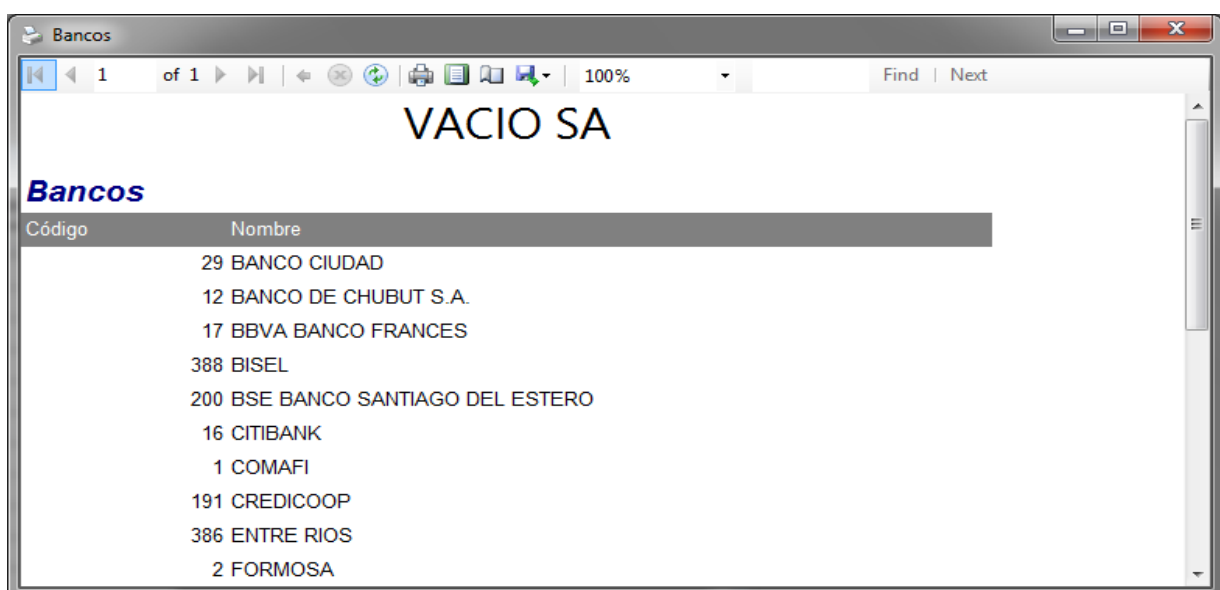 Bancos
1 of 1 100% Find | Next
VACIO SA
Bancos
Código Nombre
29 BANCO CIUDAD
12 BANCO DE CHUBUT S.A.
17 BBVA BANCO FRANCES
388 BISEL
200 BSE BANCO SANTIAGO DEL ESTERO
16 CITIBANK
1 COMAFI
191 CREDICOOP
386 ENTRE RIOS
2 FORMOSA